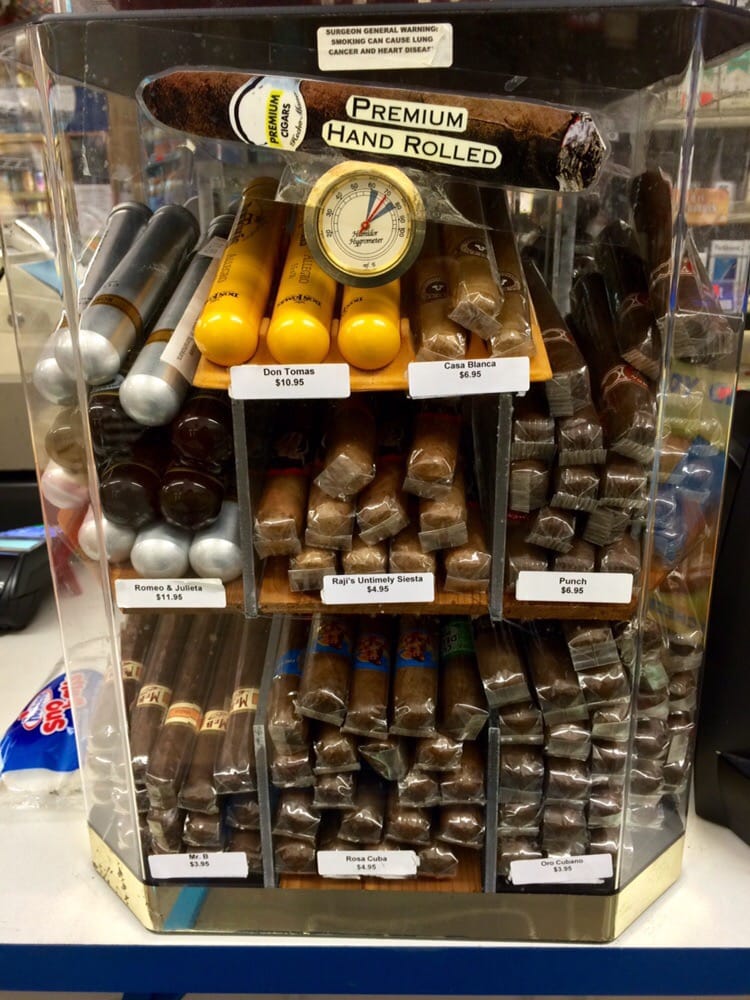 SURGEON GENERAL WARNING:
SMOKING CAN CAUSE LUNG
CANCER AND HEART DISEASE
PREMIUM
CIGARS
PREMIUM
HAND ROLLED
Humidor
Hygrometer
Don Tomas
$10.95
Casa Blanca
$6.95
Romeo & Julieta
$11.95
Raji's Untimely Siesta
$4.95
Punch
$6.95
Mr. B
Mr. B
Mr. B
$3.95
Rosa Cuba
$4.95
Oro Cubano
$3.95